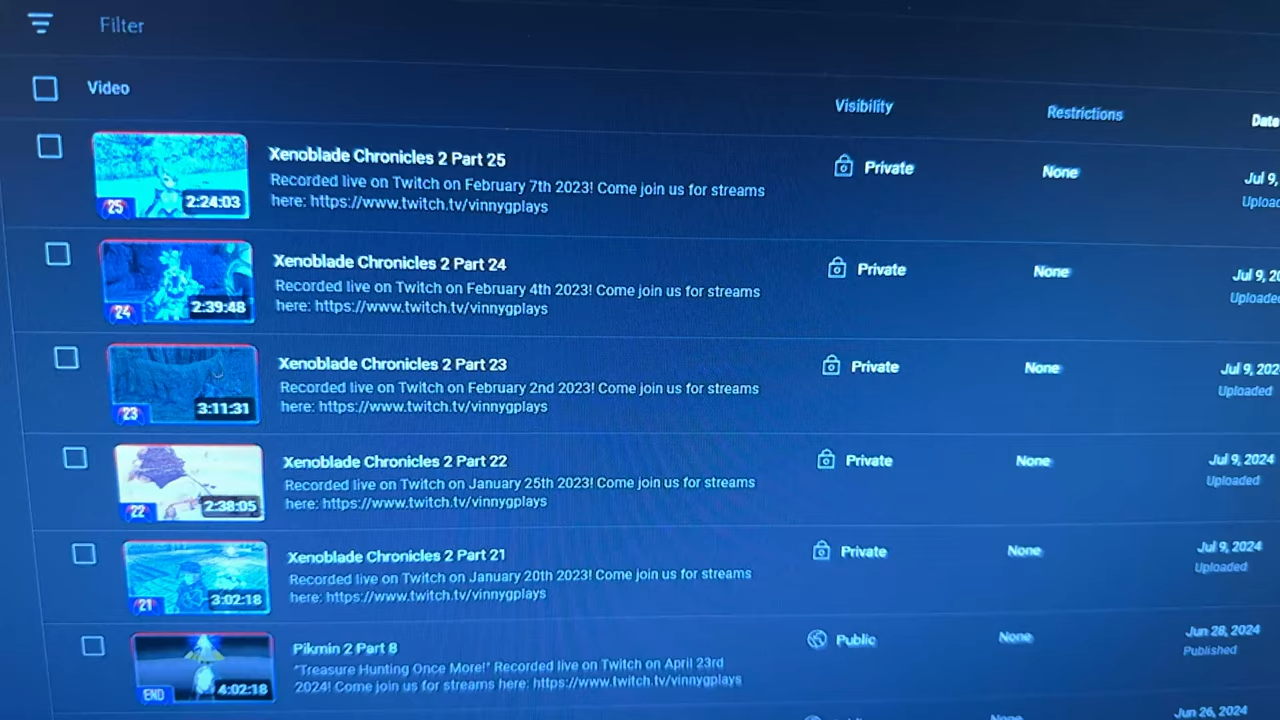 Filter
Video
Visibility
Restrictions
Date
25
2:24:03
Xenoblade Chronicles 2 Part 25
Recorded live on Twitch on February 7th 2023! Come join us for streams
here: https://www.twitch.tv/vinnygplays
Private
None
Jul 9,
24
2:39:48
Xenoblade Chronicles 2 Part 24
Recorded live on Twitch on February 4th 2023! Come join us for streams
here: https://www.twitch.tv/vinnygplays
Private
None
Jul 9,
23
3:11:31
Xenoblade Chronicles 2 Part 23
Recorded live on Twitch on February 2nd 2023! Come join us for streams
here: https://www.twitch.tv/vinnygplays
Private
None
Jul 9, 202
Uploaded
22
2:38:05
Xenoblade Chronicles 2 Part 22
Recorded live on Twitch on January 25th 2023! Come join us for streams
here: https://www.twitch.tv/vinnygplays
Private
None
Jul 9, 2024
Uploaded
21
3:02:18
Xenoblade Chronicles 2 Part 21
Recorded live on Twitch on January 20th 2023! Come join us for streams
here: https://www.twitch.tv/vinnygplays
Private
None
Jul 9, 2024
Uploaded
END
4:02:18
Pikmin 2 Part 8
"Treasure Hunting Once More!" Recorded live on Twitch on April 23rd
2024! Come join us for streams here: https://www.twitch.tv/vinnygplays
Public
None
Jun 28, 2024
Published
Jun 26, 2024